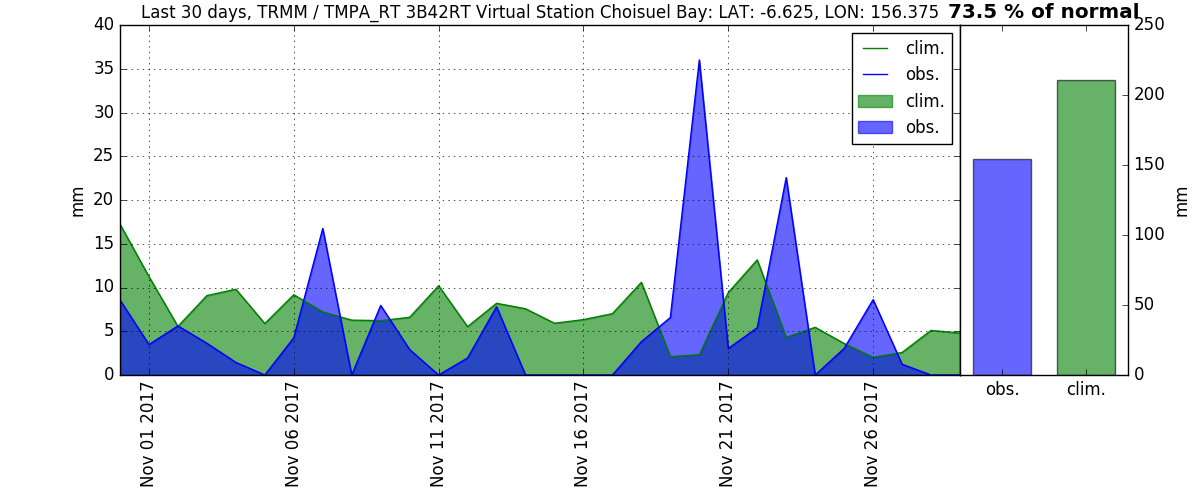 Last 30 days, TRMM / TMPA_RT 3B42RT Virtual Station Choisuel Bay: LAT: -6.625, LON: 156.375 73.5 % of normal
40
35
30
25
20
15
10
5
0
mm
clim.
obs.
clim.
obs.
Nov 01 2017
Nov 06 2017
Nov 11 2017
Nov 16 2017
Nov 21 2017
Nov 26 2017
250
200
150
100
50
0
mm
obs.
clim.